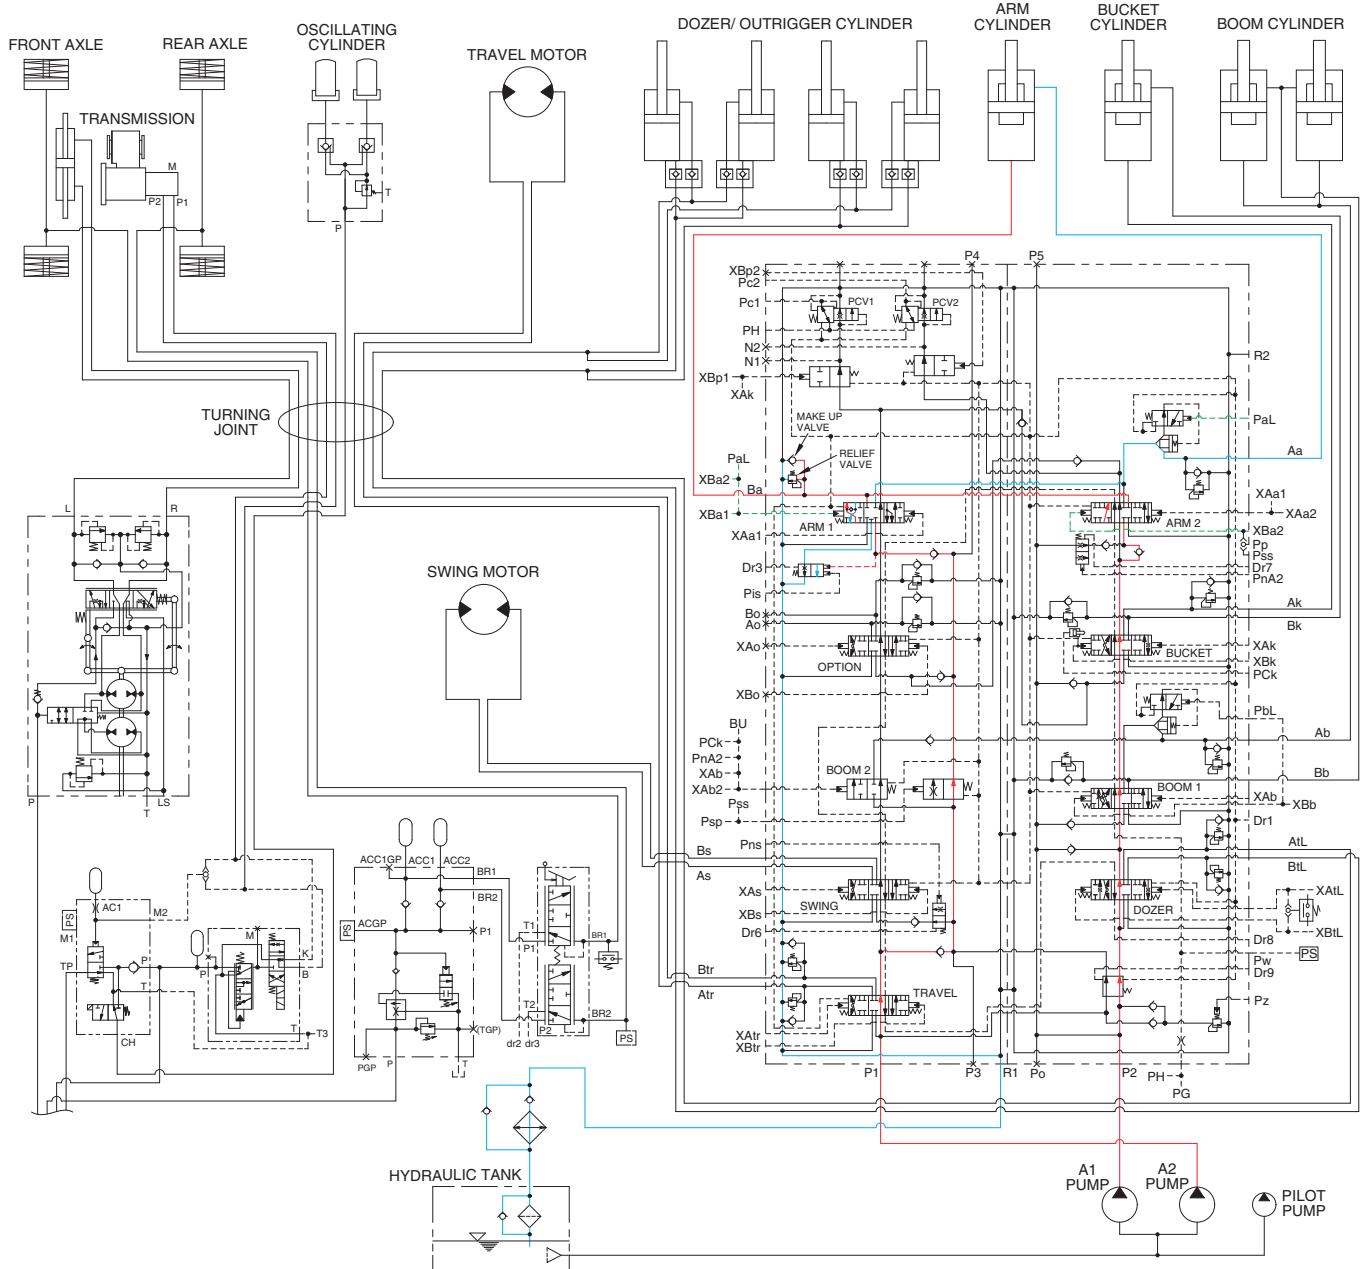 FRONT AXLE
REAR AXLE
OSCILLATING
CYLINDER
TRAVEL MOTOR
DOZER/ OUTRIGGER CYLINDER
ARM
CYLINDER
BUCKET
CYLINDER
BOOM CYLINDER
TRANSMISSION
M
P2
P1
T
P
TURNING
JOINT
XBp2
Pc2
Pc1
PH
N2
N1
XBp1
XAk
PCV1
PCV2
P4
P5
R2
MAKE UP
VALVE
RELIEF
VALVE
PaL
XBa2
Ba
XBa1
XAa1
ARM 1
Dr3
Pis
Bo
Ao
XAo
OPTION
XBo
PaL
Aa
XAa1
XAa2
ARM 2
XBa2
Pp
Pss
Dr7
PnA2
Ak
Bk
XAk
BUCKET
XBk
PCk
PbL
Ab
Bb
BOOM 1
XAb
XBb
Dr1
AtL
BtL
XAtL
DOZER
XBtL
Dr8
PS
Pw
Dr9
Pz
BU
PCk
PnA2
XAb
XAb2
BOOM 2
Pss
Psp
Pns
Bs
As
XAs
SWING
XBs
Dr6
Btr
Atr
TRAVEL
XAtr
XBtr
P1
P3
R1
Po
P2
PH
PG
L
R
P
T
LS
SWING MOTOR
AC1
PS
M1
M2
TP
P
T
CH
M
P
K
B
T
T3
ACC1GP
ACC1
ACC2
BR1
BR2
PS
ACGP
P1
(TGP)
PGP
P
T
T1
P1
T2
P2
dr2
dr3
BR1
BR2
PS
HYDRAULIC TANK
A1
PUMP
A2
PUMP
PILOT
PUMP